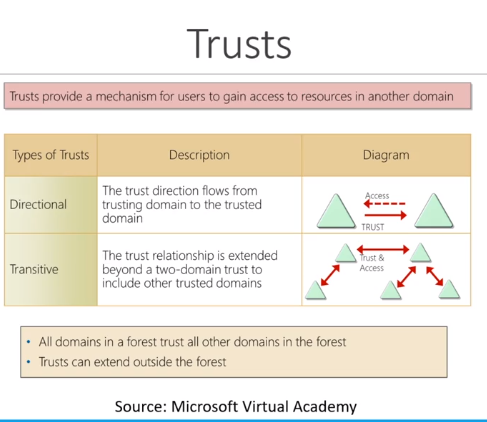 Trusts
Trusts provide a mechanism for users to gain access to resources in another domain
Types of Trusts Description Diagram
Directional
The trust direction flows from
trusting domain to the trusted
domain
Access
TRUST
Transitive
The trust relationship is extended
beyond a two-domain trust to
include other trusted domains
Trust &
Access
• All domains in a forest trust all other domains in the forest
• Trusts can extend outside the forest
Source: Microsoft Virtual Academy